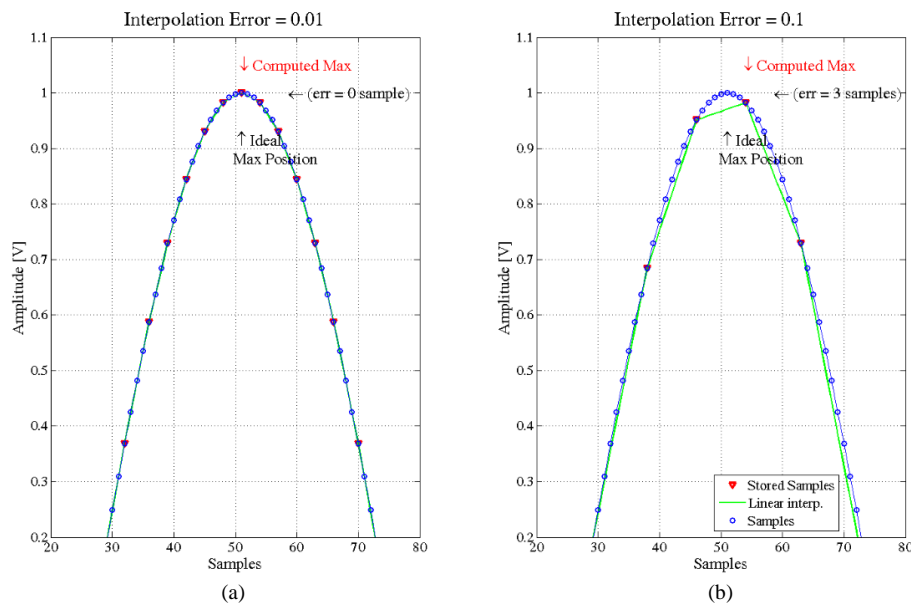 Interpolation Error = 0.01
1.1
1
0.9
0.8
0.7
0.6
0.5
0.4
0.3
0.2
Amplitude [V]
↓ Computed Max
← (err = 0 sample)
↑ Ideal
Max Position
20 30 40 50 60 70 80
Samples
(a)
Interpolation Error = 0.1
1.1
1
0.9
0.8
0.7
0.6
0.5
0.4
0.3
0.2
Amplitude [V]
↓ Computed Max
← (err = 3 samples)
↑ Ideal
Max Position
Stored Samples
Linear interp.
Samples
20 30 40 50 60 70 80
Samples
(b)